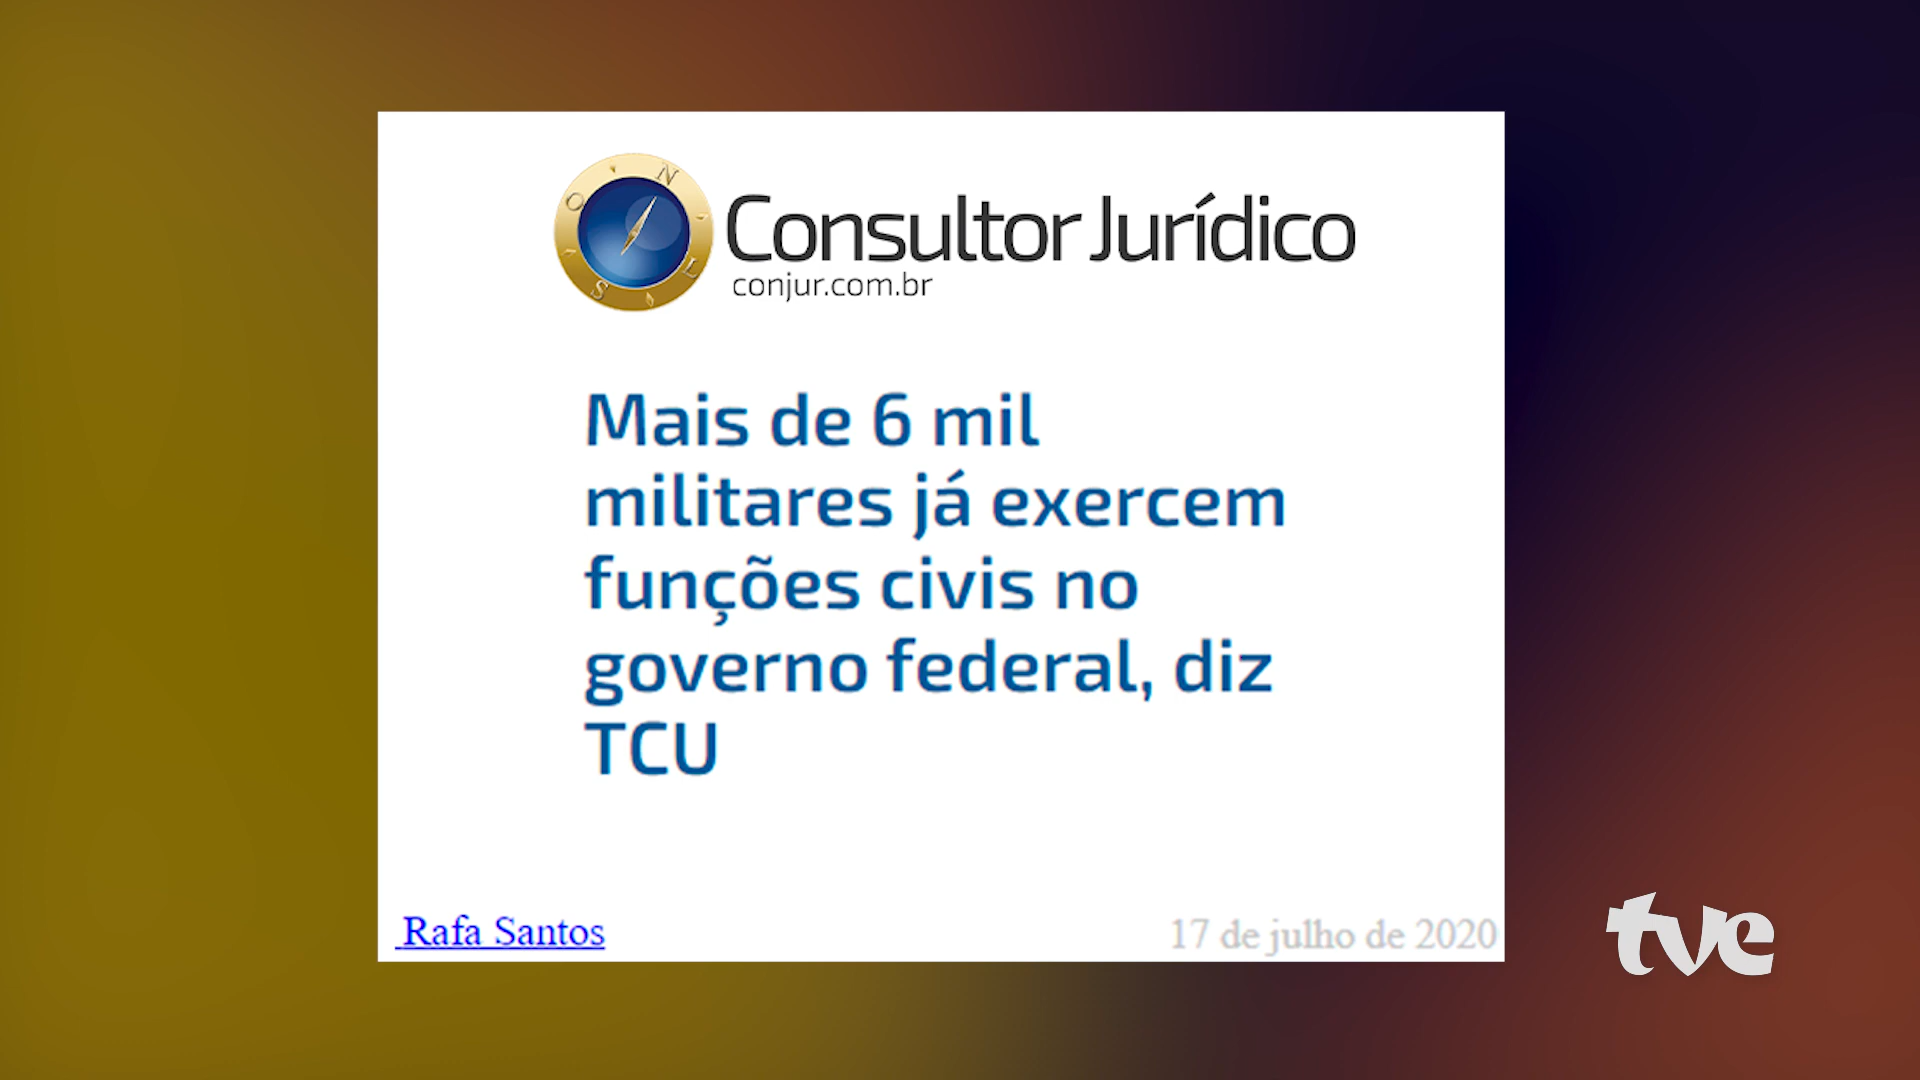 N
O
L
S
Consultor Jurídico
conjur.com.br
Mais de 6 mil
militares já exercem
funções civis no
governo federal, diz
TCU
Rafa Santos
17 de julho de 2020
tve